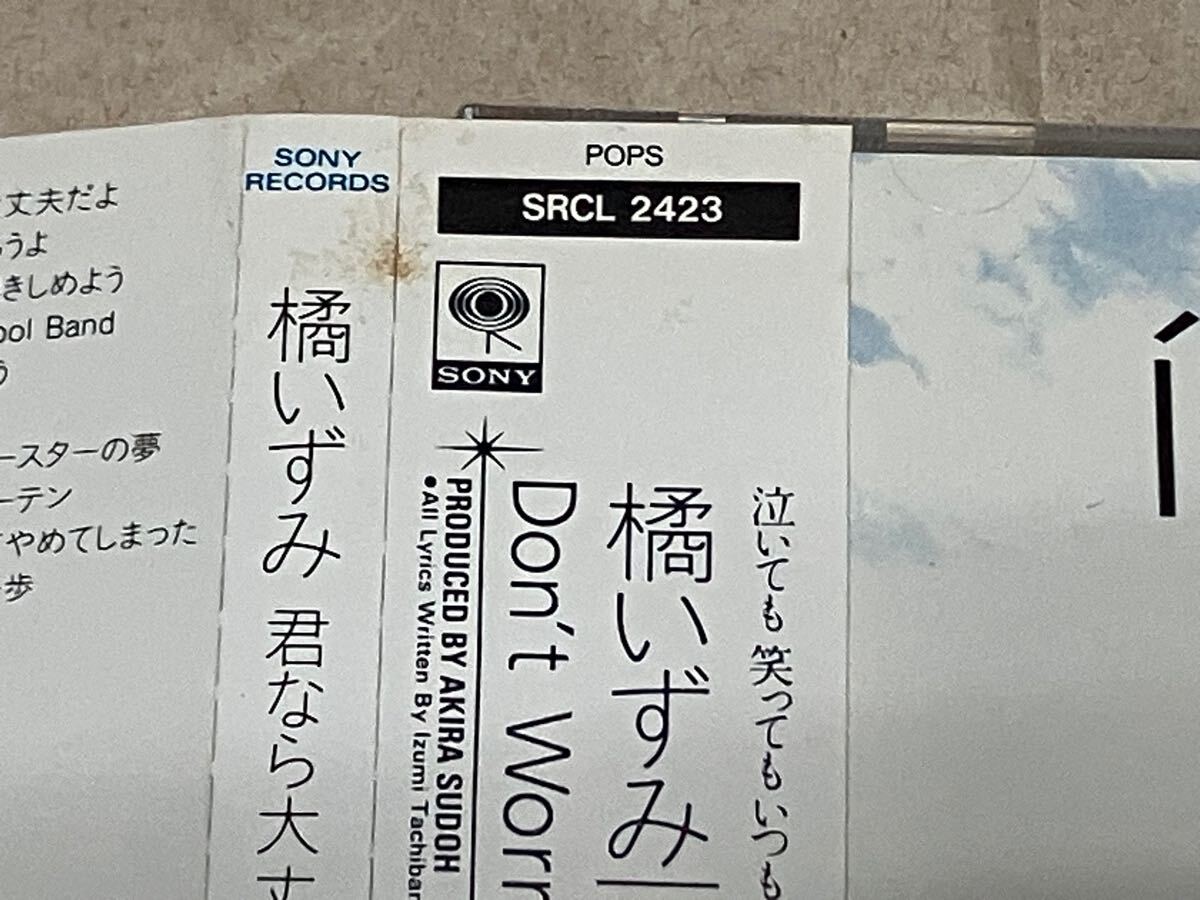 丈夫だよ
うよ
きしめよう
ool Band
う
ースターの夢
ーテン
やめてしまった
歩
SONY
RECORDS
橘いずみ 君なら大丈
POPS
SRCL 2423
SONY
泣いても笑ってもいつも
橘いずみ
Don't Worr
PRODUCED BY AKIRA SUDOH
●All Lyrics Written By Izumi Tachiban